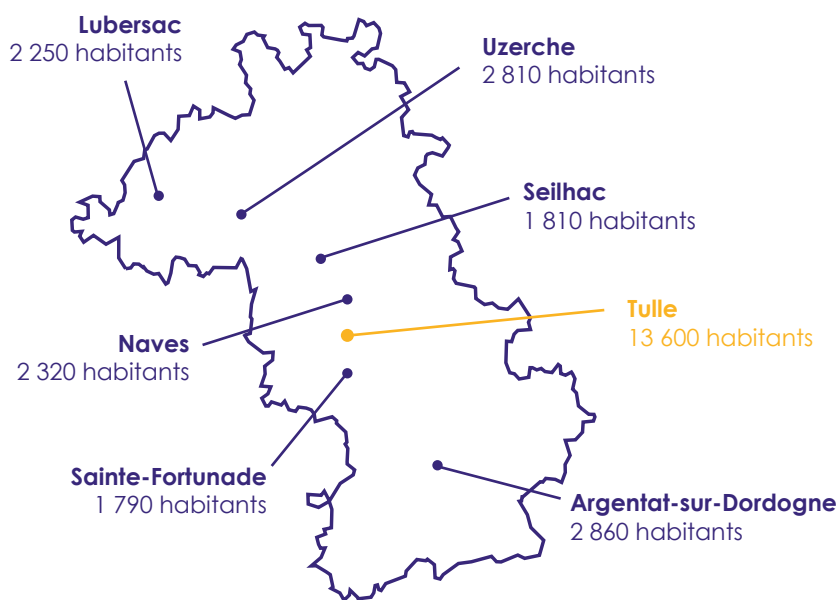 Lubersac
2 250 habitants
Uzerche
2 810 habitants
Seilhac
1 810 habitants
Tulle
13 600 habitants
Naves
2 320 habitants
Sainte-Fortunade
1 790 habitants
Argentat-sur-Dordogne
2 860 habitants